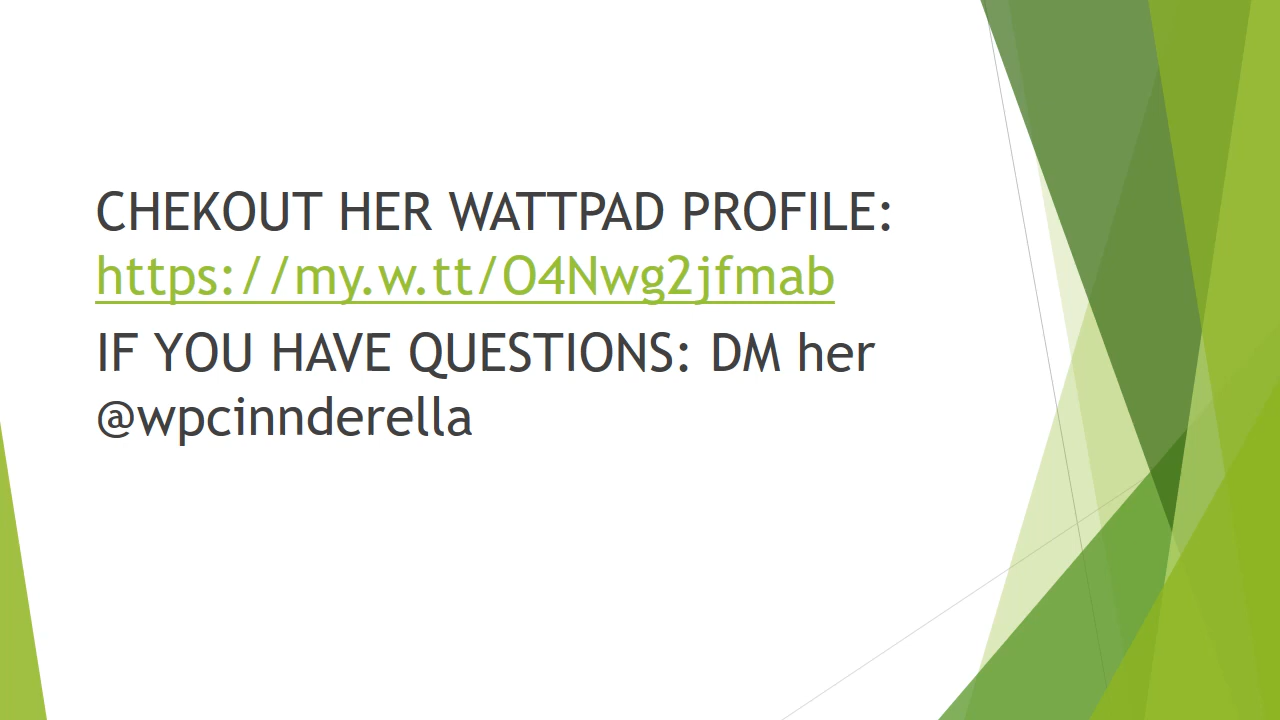 CHEKOUT HER WATTPAD PROFILE:
https://my.w.tt/O4Nwg2jfmab
IF YOU HAVE QUESTIONS: DM her
@wpcinnderella